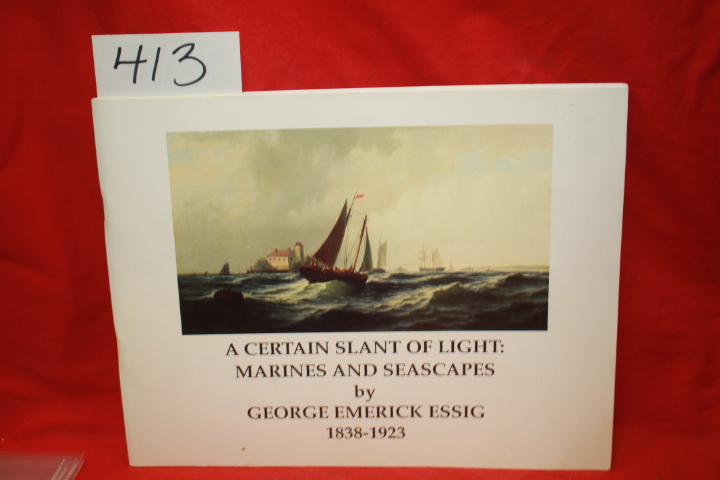 413
A CERTAIN SLANT OF LIGHT:
MARINES AND SEASCAPES
by
GEORGE EMERICK ESSIG
1838-1923